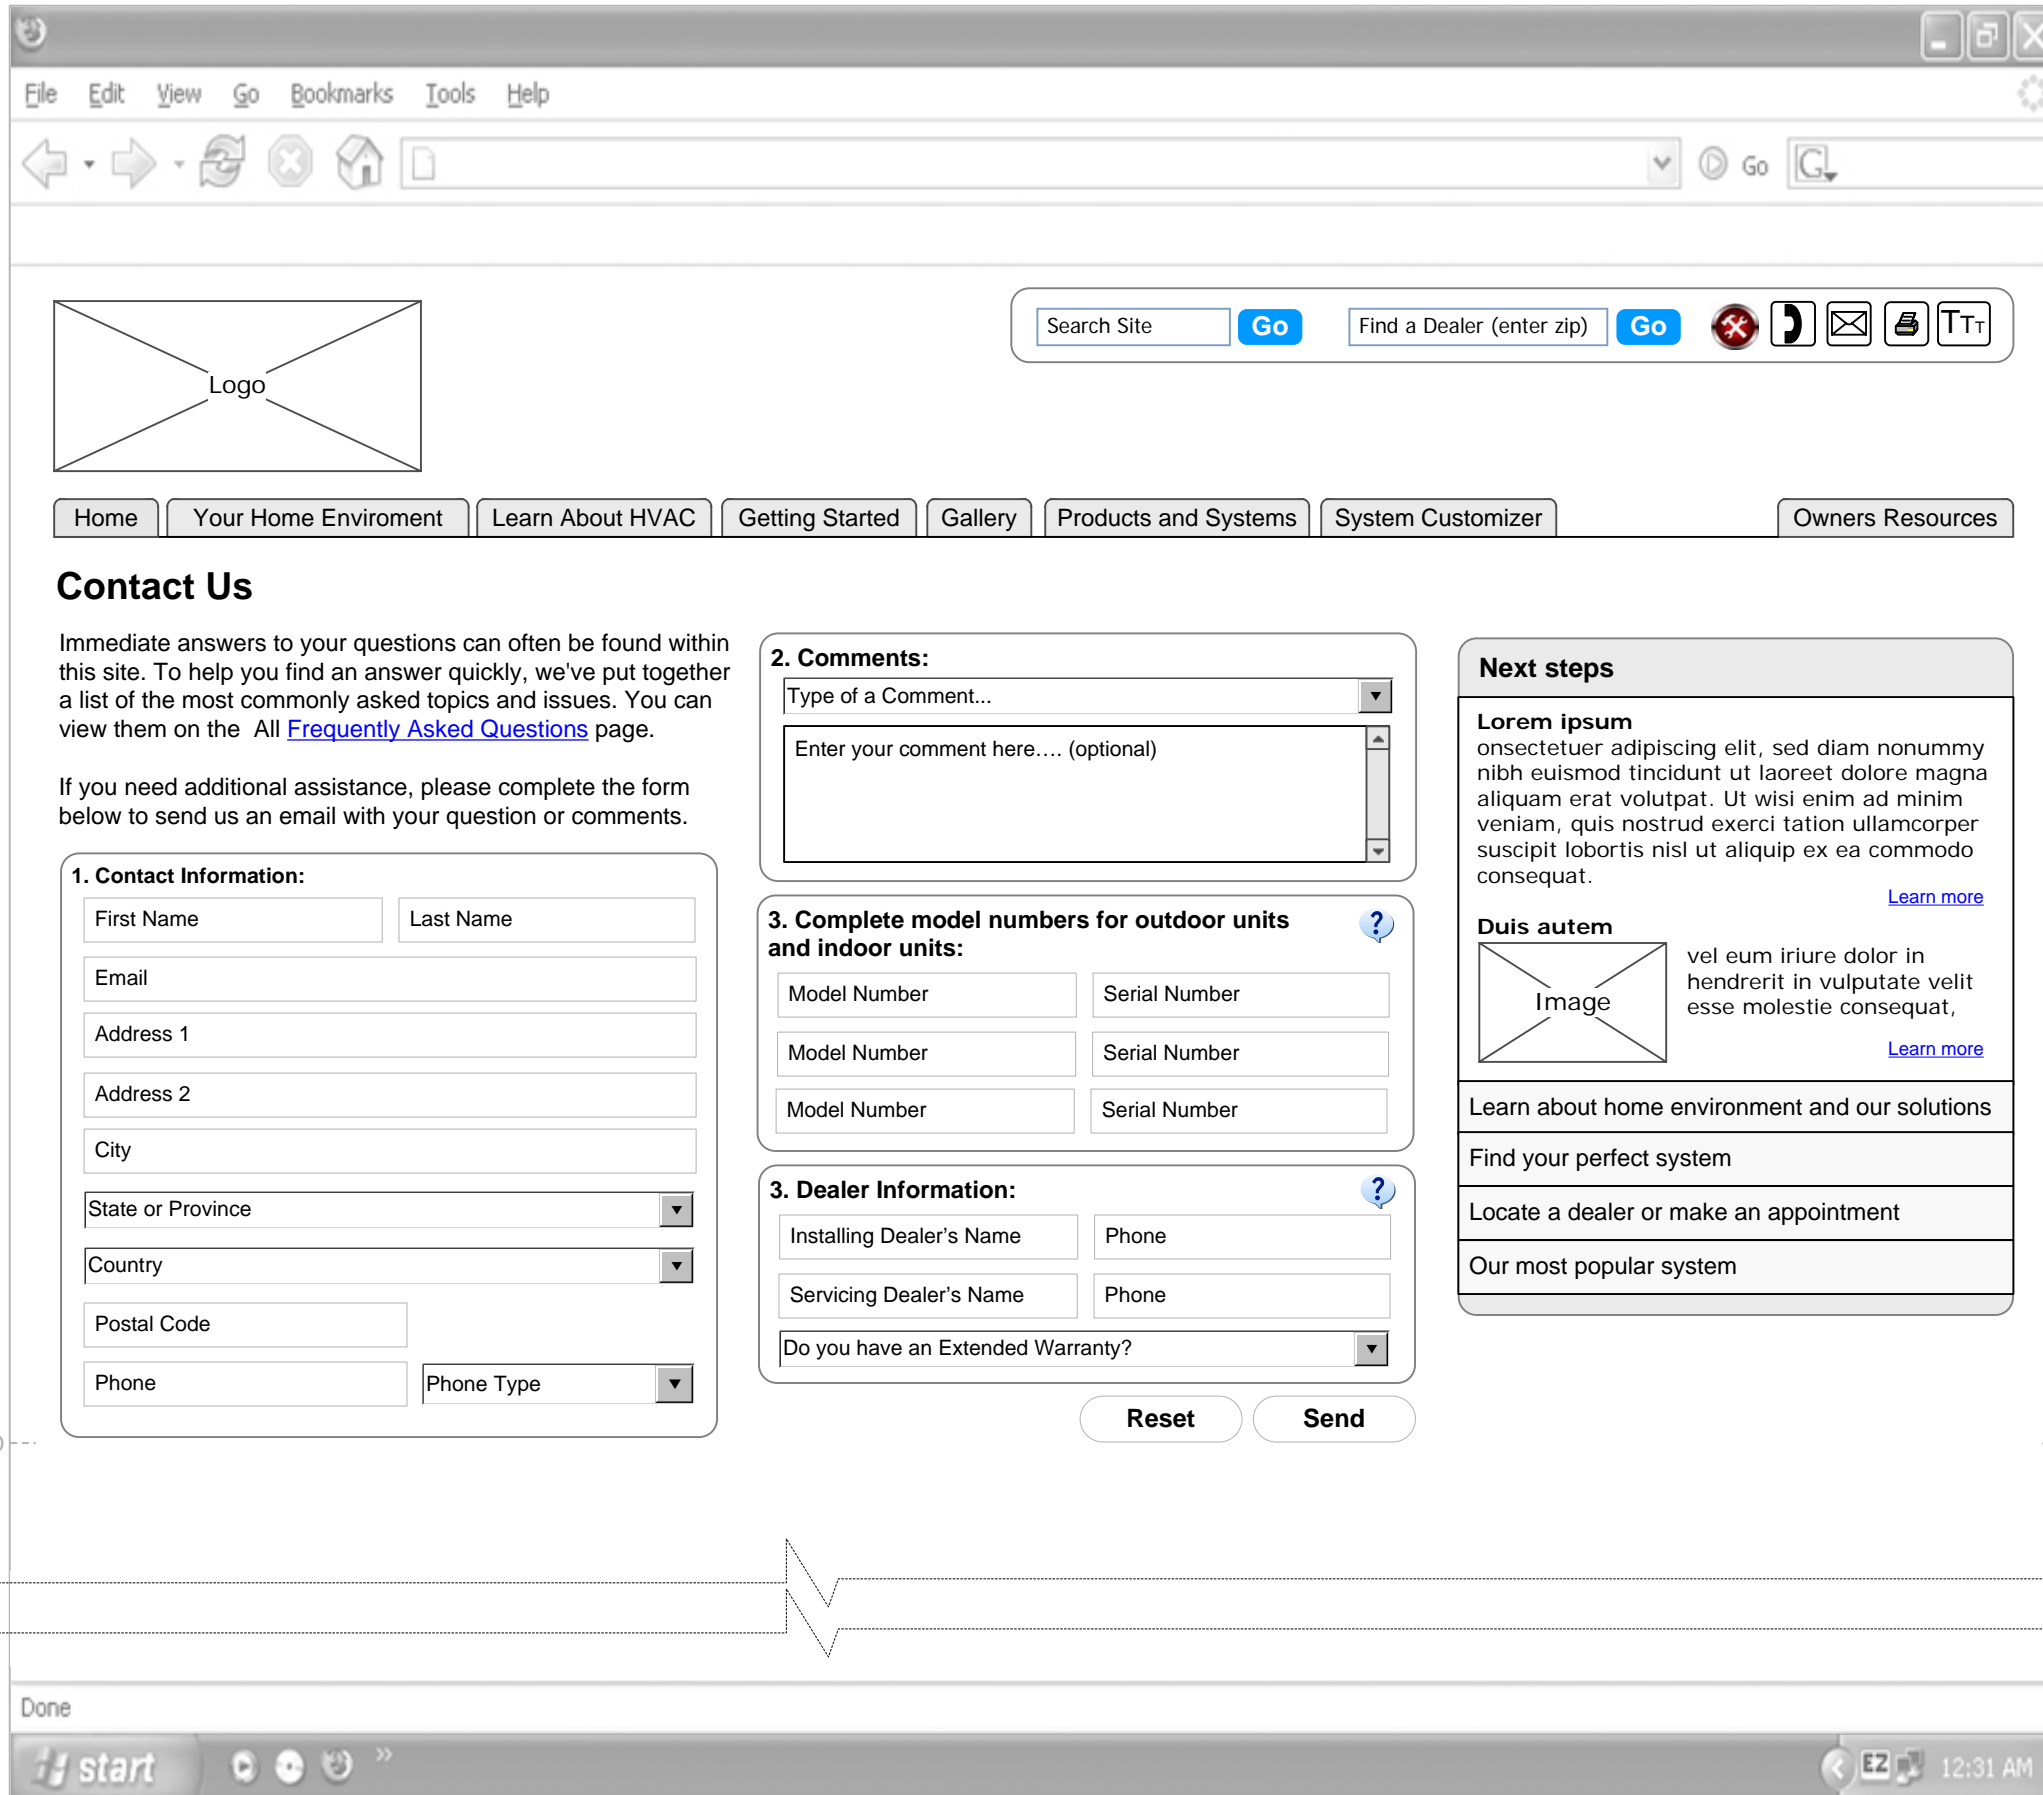 File Edit View Go Bookmarks Tools Help
Go G
Search Site Go Find a Dealer (enter zip) Go TTT
Logo
Home Your Home Enviroment Learn About HVAC Getting Started Gallery Products and Systems System Customizer Owners Resources
Contact Us
Immediate answers to your questions can often be found within
this site. To help you find an answer quickly, we've put together
a list of the most commonly asked topics and issues. You can
view them on the All Frequently Asked Questions page.
If you need additional assistance, please complete the form
below to send us an email with your question or comments.
1. Contact Information:
First Name Last Name
Email
Address 1
Address 2
City
State or Province
Country
Postal Code
Phone Phone Type
2. Comments:
Type of a Comment...
Enter your comment here.... (optional)
3. Complete model numbers for outdoor units ?
and indoor units:
Model Number Serial Number
Model Number Serial Number
Model Number Serial Number
3. Dealer Information: ?
Installing Dealer's Name Phone
Servicing Dealer's Name Phone
Do you have an Extended Warranty?
Reset Send
Next steps
Lorem ipsum
onsectetuer adipiscing elit, sed diam nonummy
nibh euismod tincidunt ut laoreet dolore magna
aliquam erat volutpat. Ut wisi enim ad minim
veniam, quis nostrud exerci tation ullamcorper
suscipit lobortis nisl ut aliquip ex ea commodo
consequat.
Learn more
Duis autem
Image
vel eum iriure dolor in
hendrerit in vulputate velit
esse molestie consequat,
Learn more
Learn about home environment and our solutions
Find your perfect system
Locate a dealer or make an appointment
Our most popular system
Done
start » EZ 12:31 AM